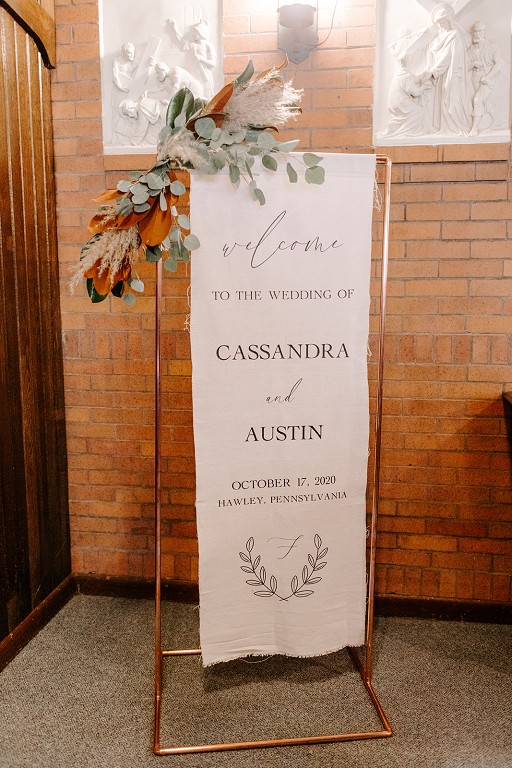 welcome
TO THE WEDDING OF
CASSANDRA
and
AUSTIN
OCTOBER 17, 2020
HAWLEY, PENNSYLVANIA
F